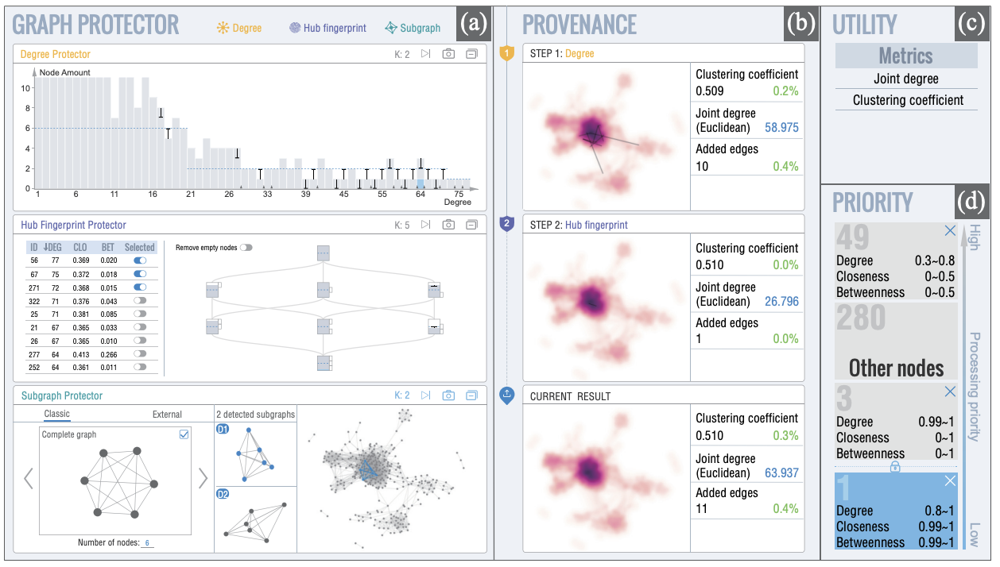 GRAPH PROTECTOR
Degree
Hub fingerprint
Subgraph
(a)
Degree Protector
K: 2
Node Amount
10
8
6
4
2
0
1 6 11 16 21 26 33 39 45 55 64 75
Degree
Hub Fingerprint Protector
K: 5
ID DEG CLO BET Selected
56 77 0.369 0.020
67 75 0.372 0.018
271 72 0.368 0.015
322 71 0.376 0.043
25 71 0.381 0.085
21 67 0.365 0.033
26 67 0.365 0.010
277 64 0.413 0.266
252 64 0.361 0.011
Remove empty nodes
Subgraph Protector
K: 2
Classic
External
Complete graph
Number of nodes: 6
2 detected subgraphs
D1
D2
PROVENANCE
(b)
1
STEP 1: Degree
Clustering coefficient
0.509 0.2%
Joint degree
(Euclidean) 58.975
Added edges
10 0.4%
2
STEP 2: Hub fingerprint
Clustering coefficient
0.510 0.0%
Joint degree
(Euclidean) 26.796
Added edges
1 0.0%
CURRENT RESULT
Clustering coefficient
0.510 0.3%
Joint degree
(Euclidean) 63.937
Added edges
11 0.4%
UTILITY
(c)
Metrics
Joint degree
Clustering coefficient
PRIORITY
(d)
49
Degree 0.3~0.8
Closeness 0~0.5
Betweenness 0~0.5
280
Other nodes
3
Degree 0.99~1
Closeness 0~1
Betweenness 0~1
1
Degree 0.8~1
Closeness 0.99~1
Betweenness 0.99~1
High
Processing priority
Low